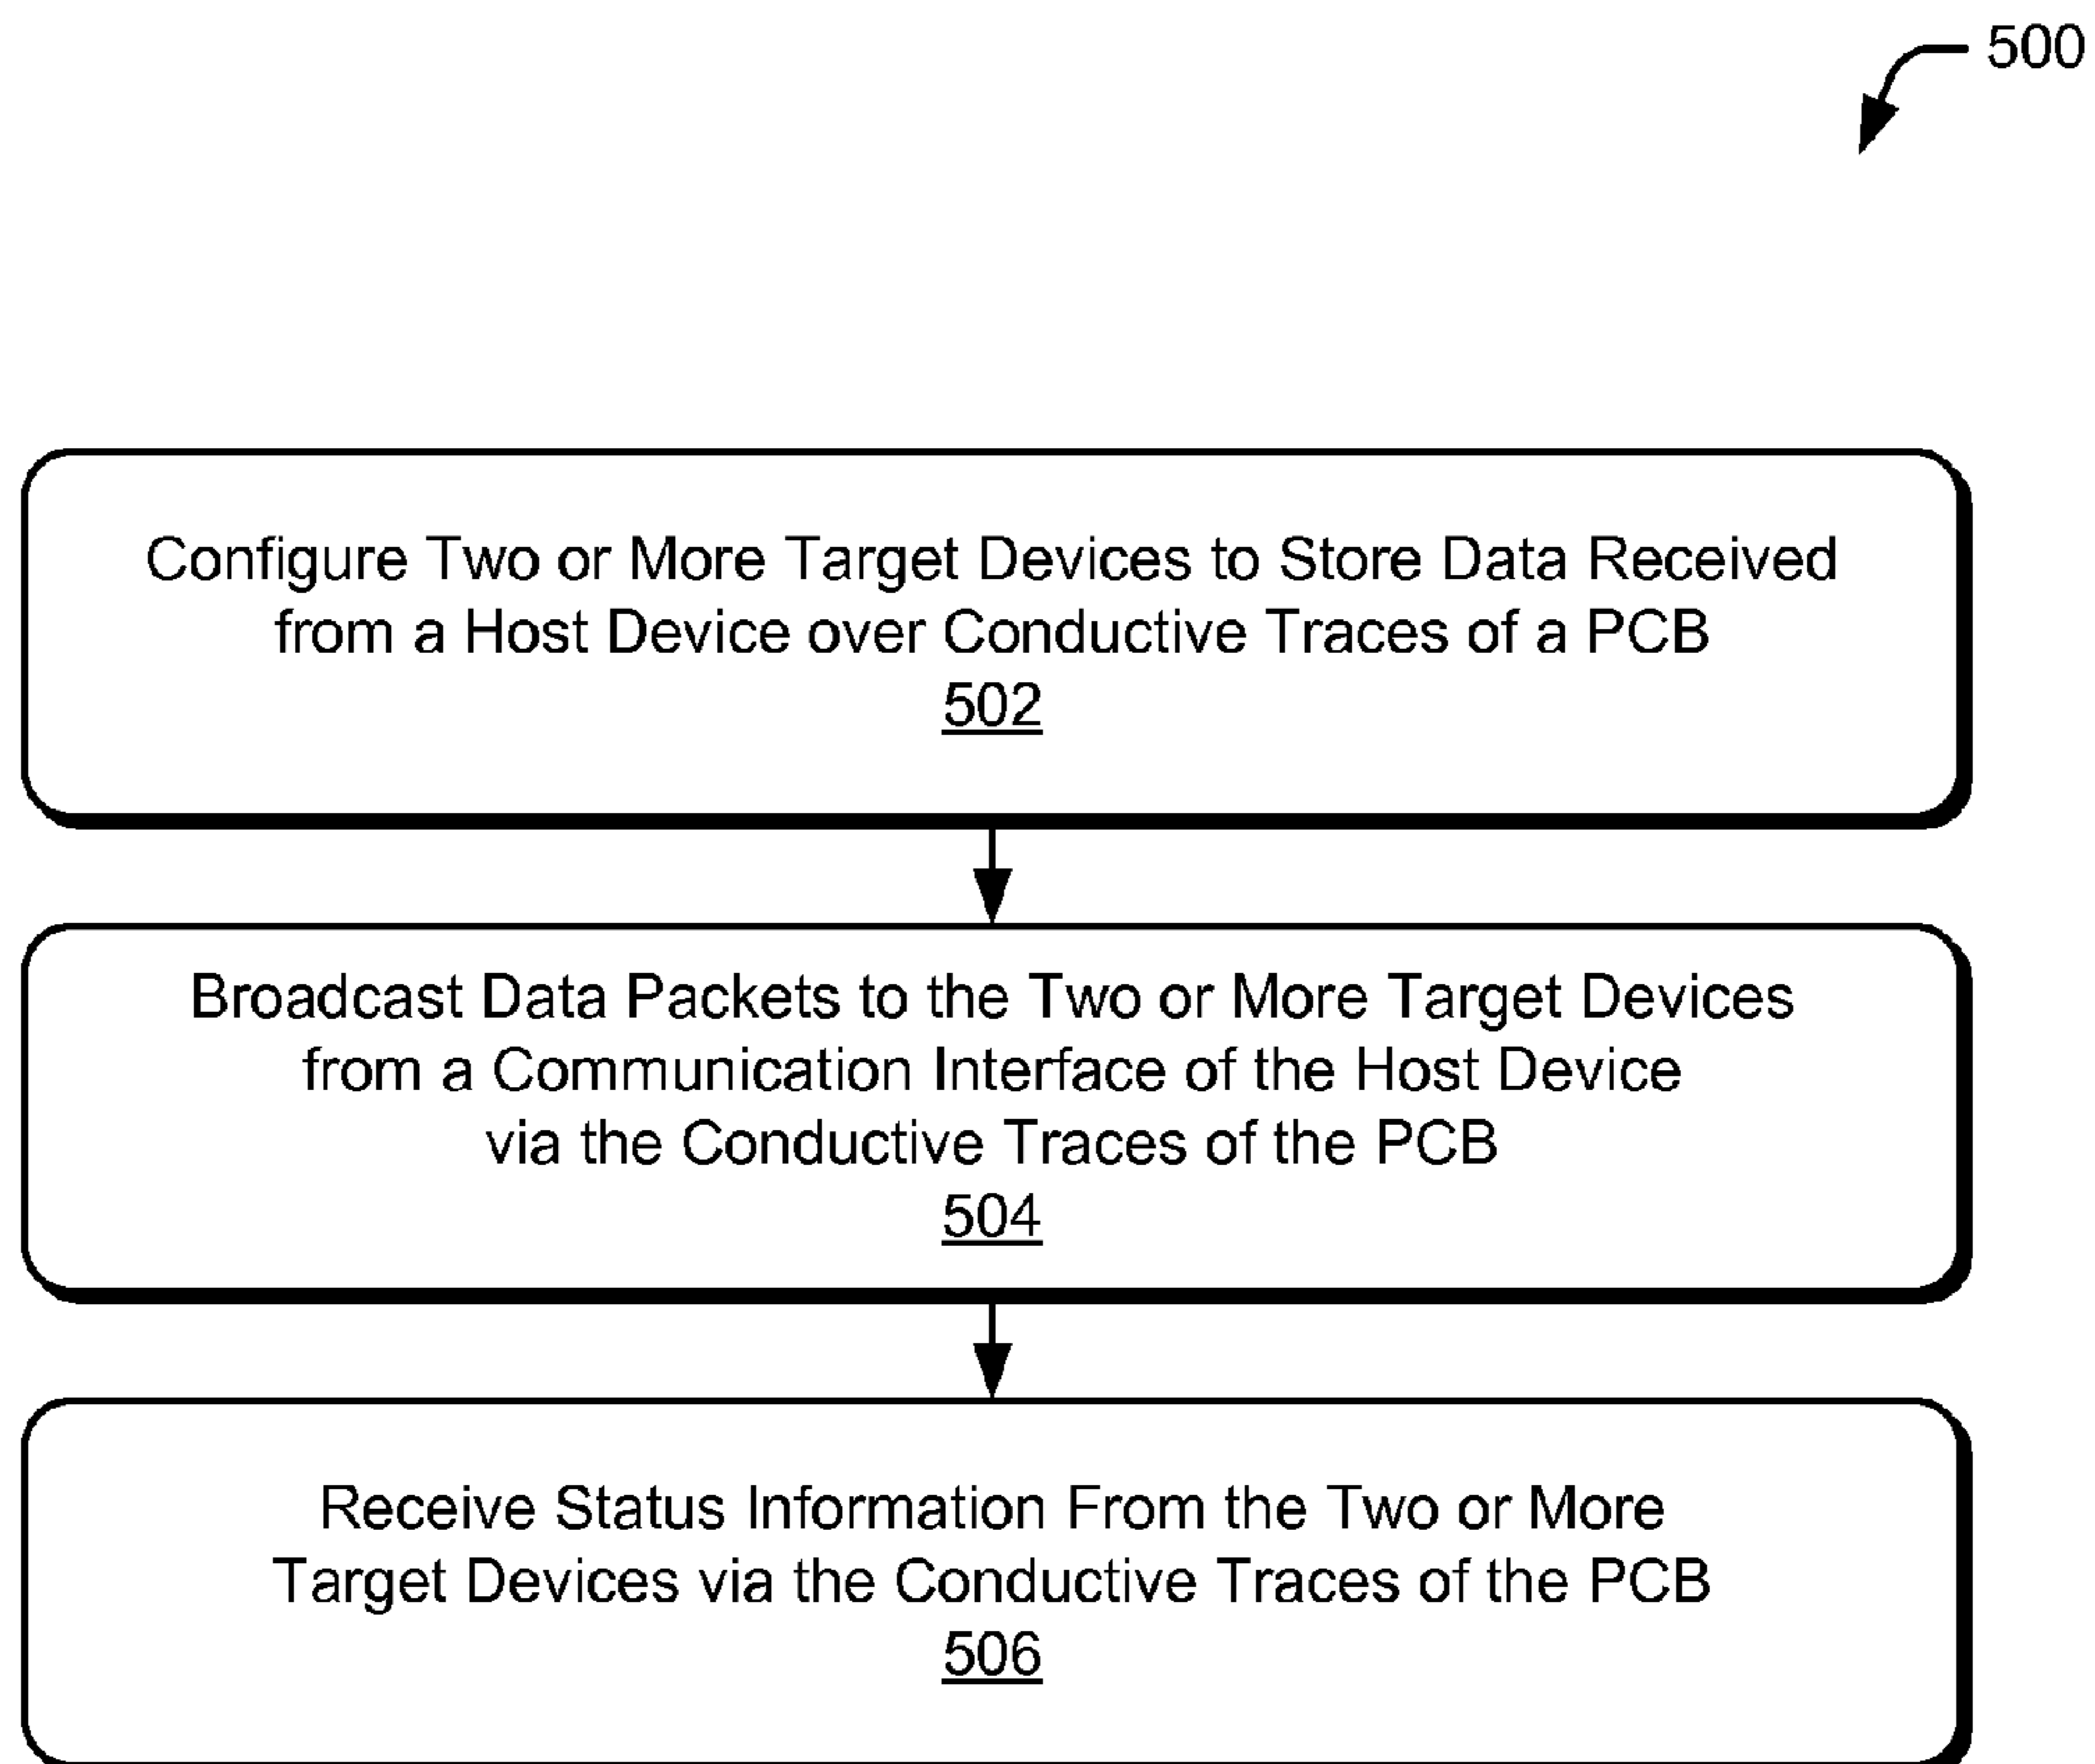 500
Configure Two or More Target Devices to Store Data Received
from a Host Device over Conductive Traces of a PCB
502
Broadcast Data Packets to the Two or More Target Devices
from a Communication Interface of the Host Device
via the Conductive Traces of the PCB
504
Receive Status Information From the Two or More
Target Devices via the Conductive Traces of the PCB
506